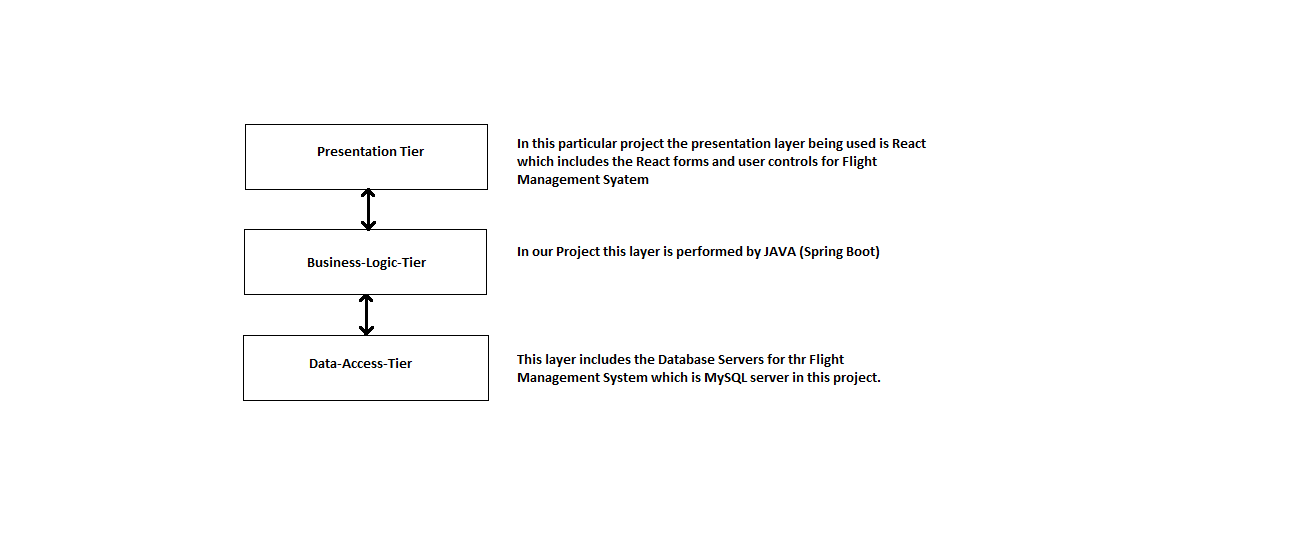 Presentation Tier
In this particular project the presentation layer being used is React
which includes the React forms and user controls for Flight
Management Syatem
Business-Logic-Tier
In our Project this layer is performed by JAVA (Spring Boot)
Data-Access-Tier
This layer includes the Database Servers for thr Flight
Management System which is MySQL server in this project.